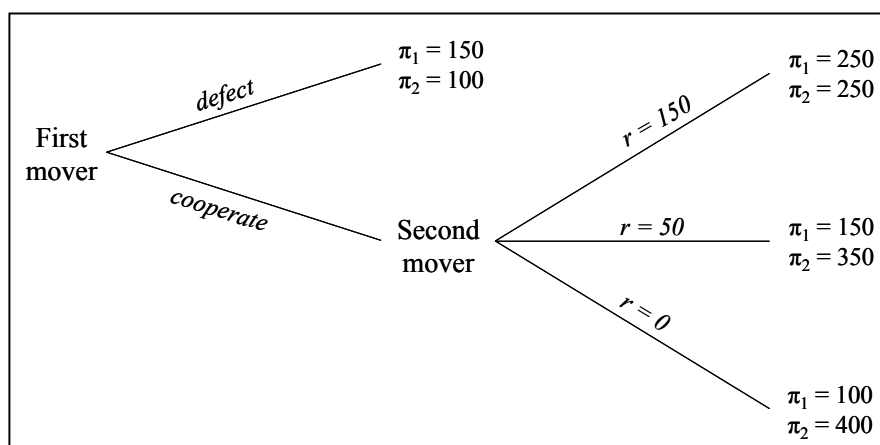 π₁ = 150
π₂ = 100
defect
First
mover
cooperate
π₁ = 250
π₂ = 250
r = 150
Second
mover
r = 50
π₁ = 150
π₂ = 350
r = 0
π₁ = 100
π₂ = 400